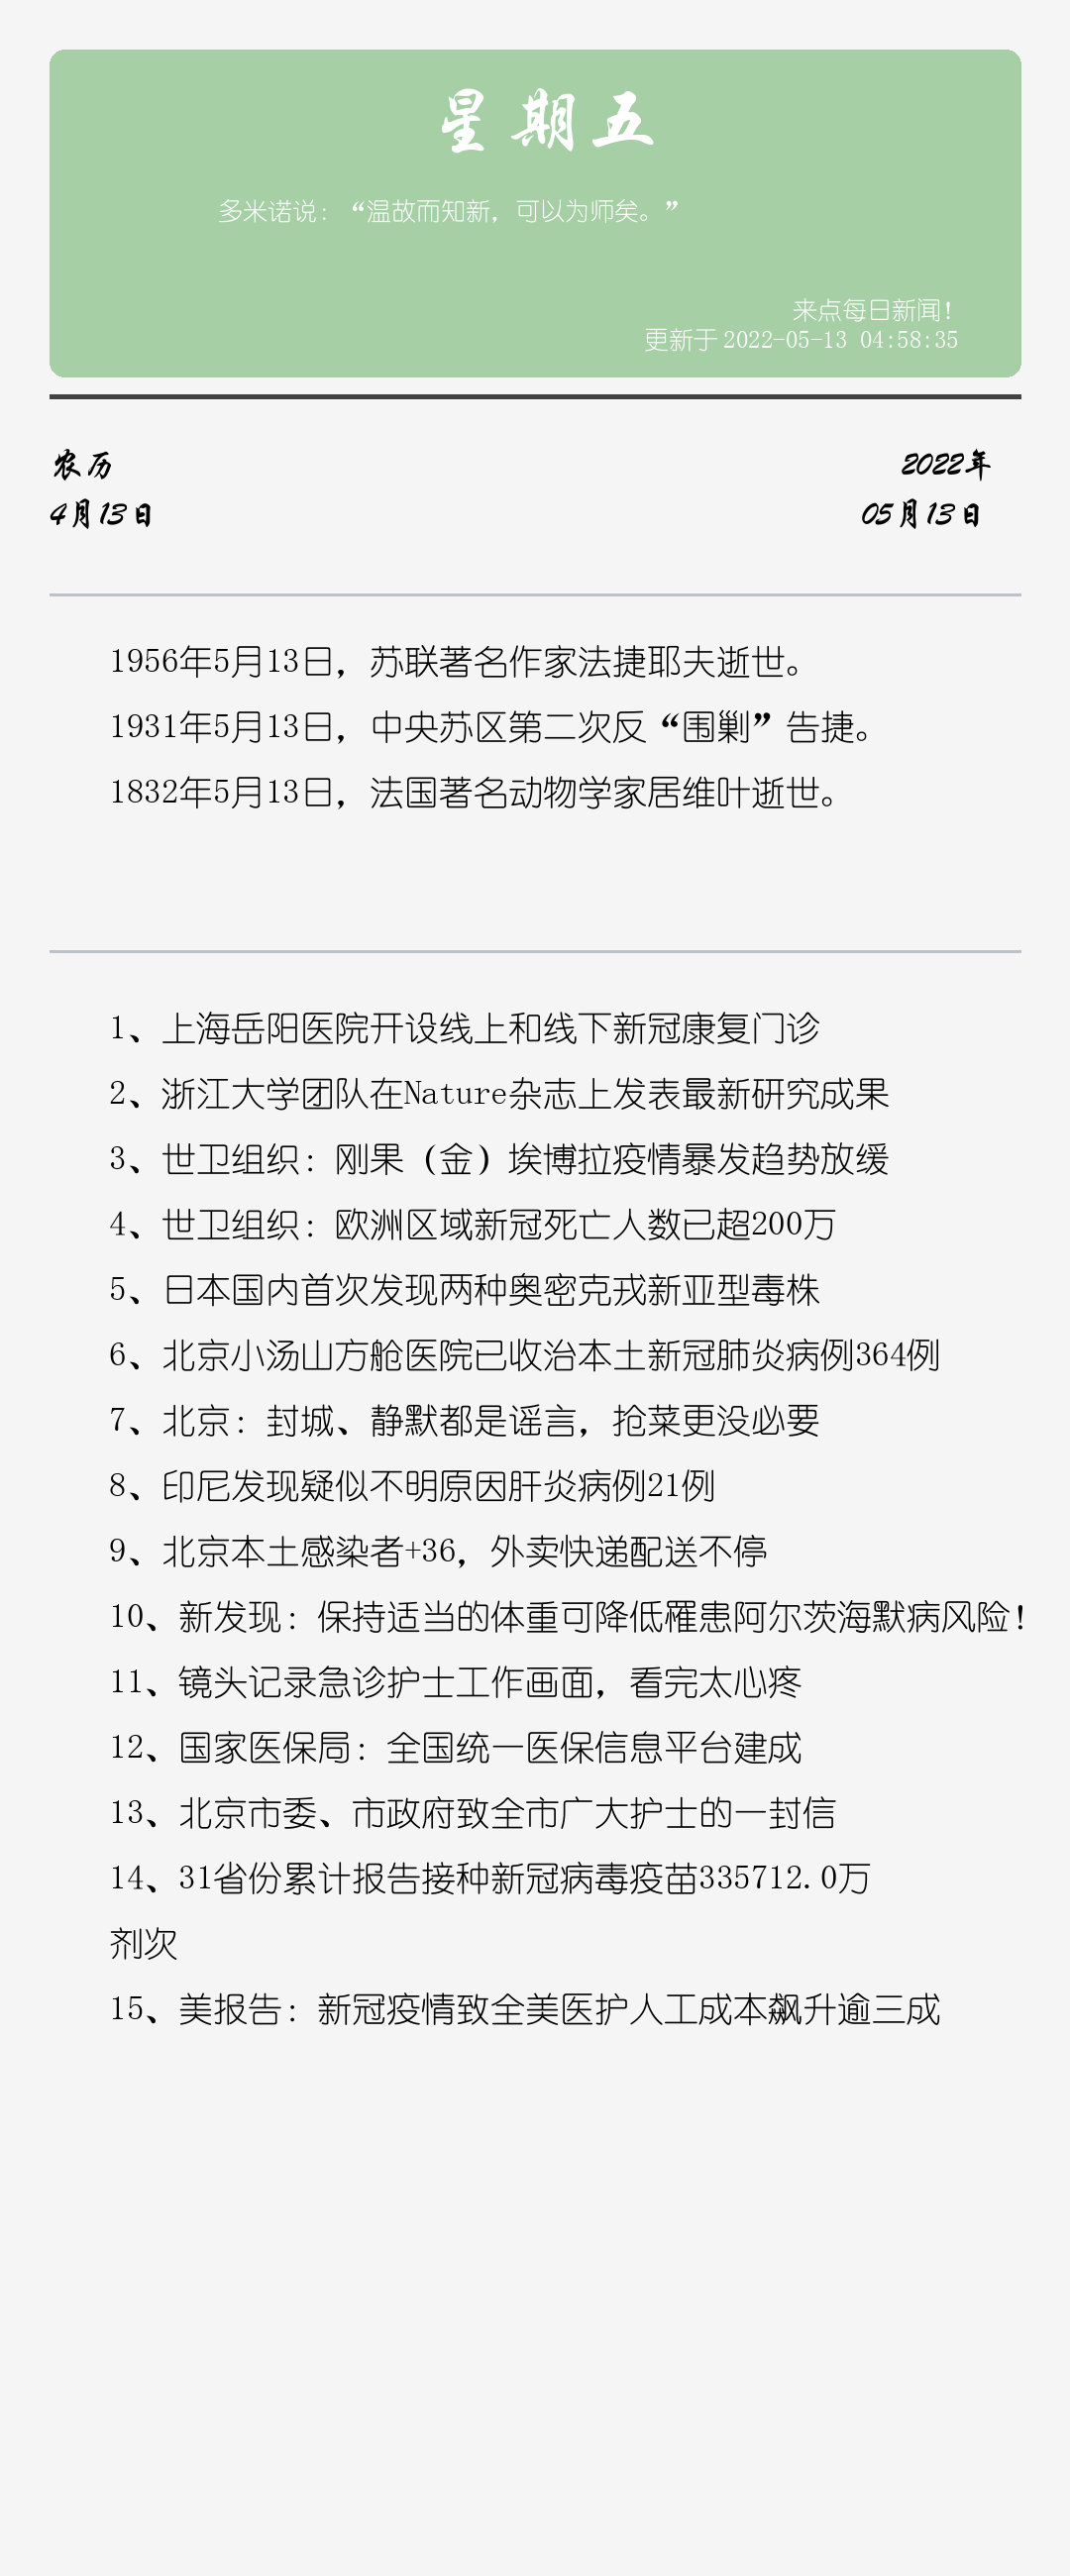 星期五
多米诺说：“温故而知新，可以为师矣。”
来点每日新闻！
更新于 2022-05-13 04:58:35
农历
2022年
4月13日
05月13日
1956年5月13日，苏联著名作家法捷耶夫逝世。
1931年5月13日，中央苏区第二次反“围剿”告捷。
1832年5月13日，法国著名动物学家居维叶逝世。
1、上海岳阳医院开设线上和线下新冠康复门诊
2、浙江大学团队在Nature杂志上发表最新研究成果
3、世卫组织：刚果（金）埃博拉疫情暴发趋势放缓
4、世卫组织：欧洲区域新冠死亡人数已超200万
5、日本国内首次发现两种奥密克戎新亚型毒株
6、北京小汤山方舱医院已收治本土新冠肺炎病例364例
7、北京：封城、静默都是谣言，抢菜更没必要
8、印尼发现疑似不明原因肝炎病例21例
9、北京本土感染者+36，外卖快递配送不停
10、新发现：保持适当的体重可降低罹患阿尔茨海默病风险！
11、镜头记录急诊护士工作画面，看完太心疼
12、国家医保局：全国统一医保信息平台建成
13、北京市委、市政府致全市广大护士的一封信
14、31省份累计报告接种新冠病毒疫苗335712.0万
剂次
15、美报告：新冠疫情致全美医护人工成本飙升逾三成